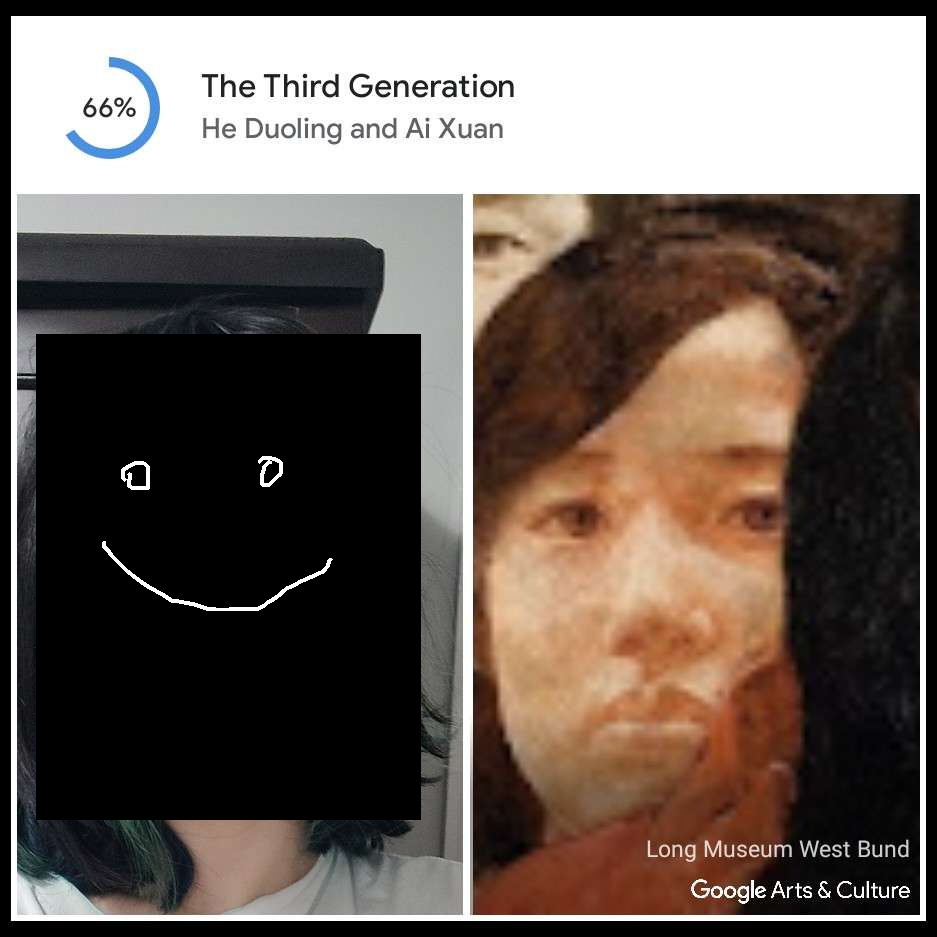 66%
The Third Generation
He Duoling and Ai Xuan
Long Museum West Bund
Google Arts & Culture